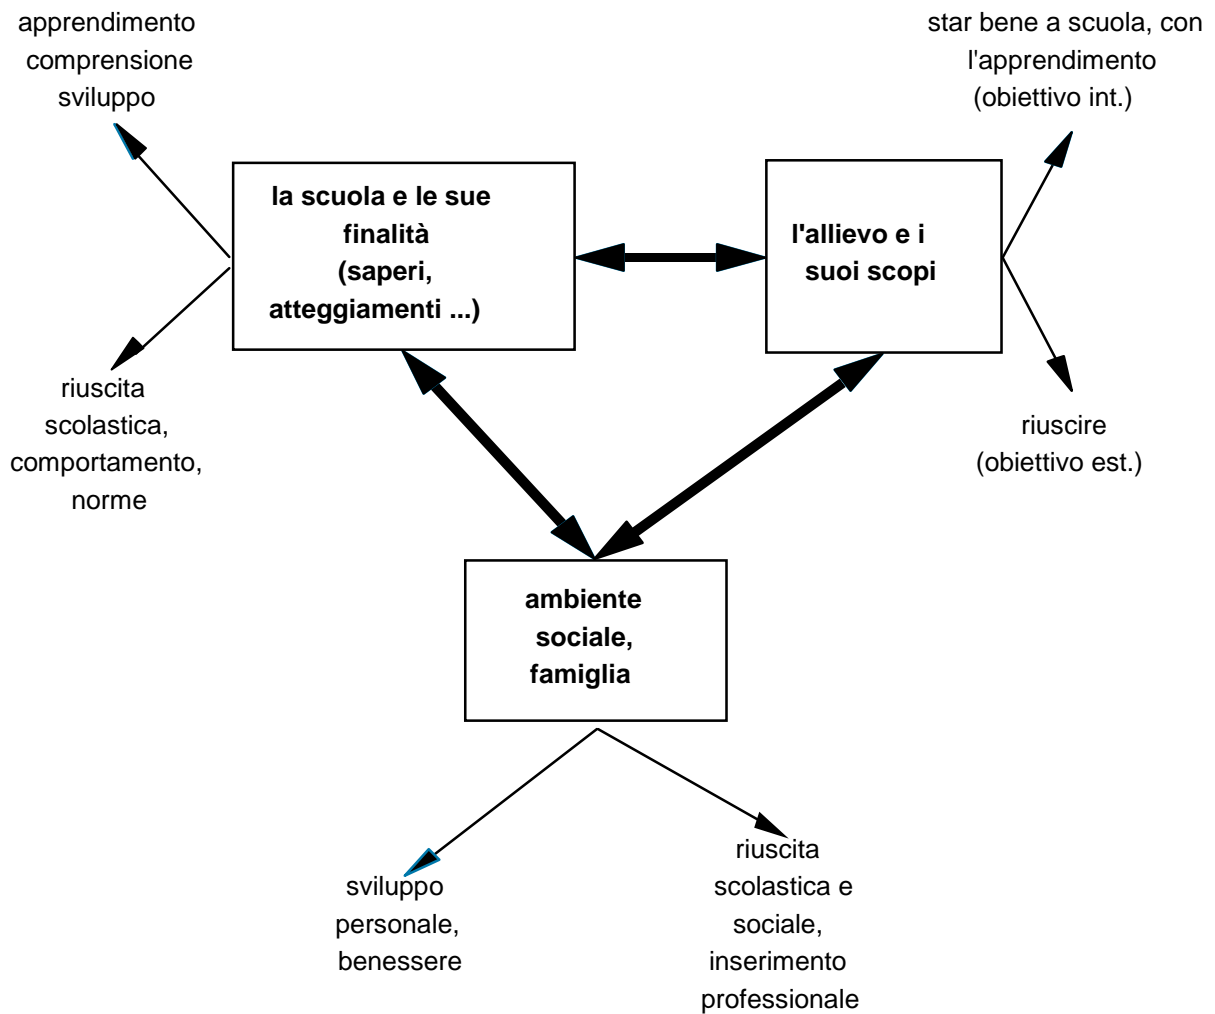 apprendimento
comprensione
sviluppo
star bene a scuola, con
l'apprendimento
(obiettivo int.)
la scuola e le sue
finalità
(saperi,
atteggiamenti ...)
l'allievo e i
suoi scopi
riuscita
scolastica,
comportamento,
norme
riuscire
(obiettivo est.)
ambiente
sociale,
famiglia
sviluppo
personale,
benessere
riuscita
scolastica e
sociale,
inserimento
professionale